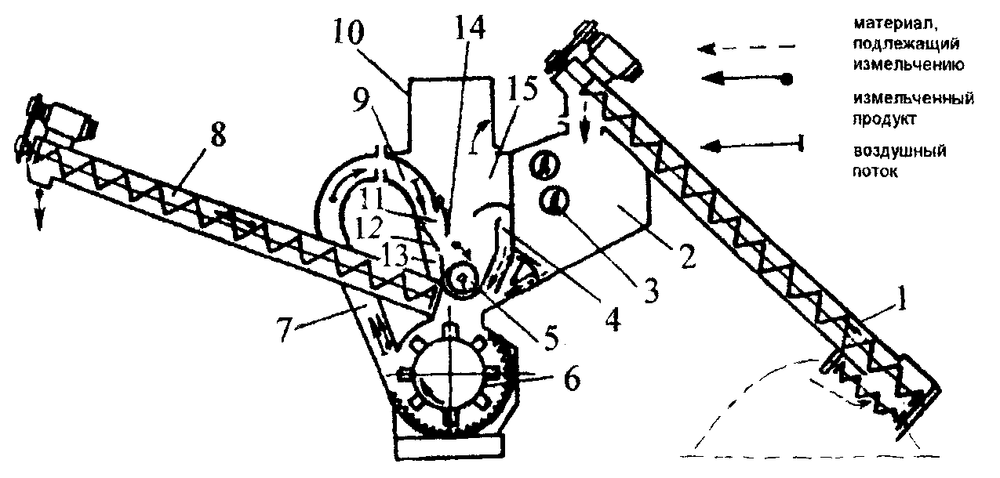 14
10
9
15
8
11
12
13
7
5
6
4
3
2
1
материал,
подлежащий
измельчению
измельченный
продукт
воздушный
поток